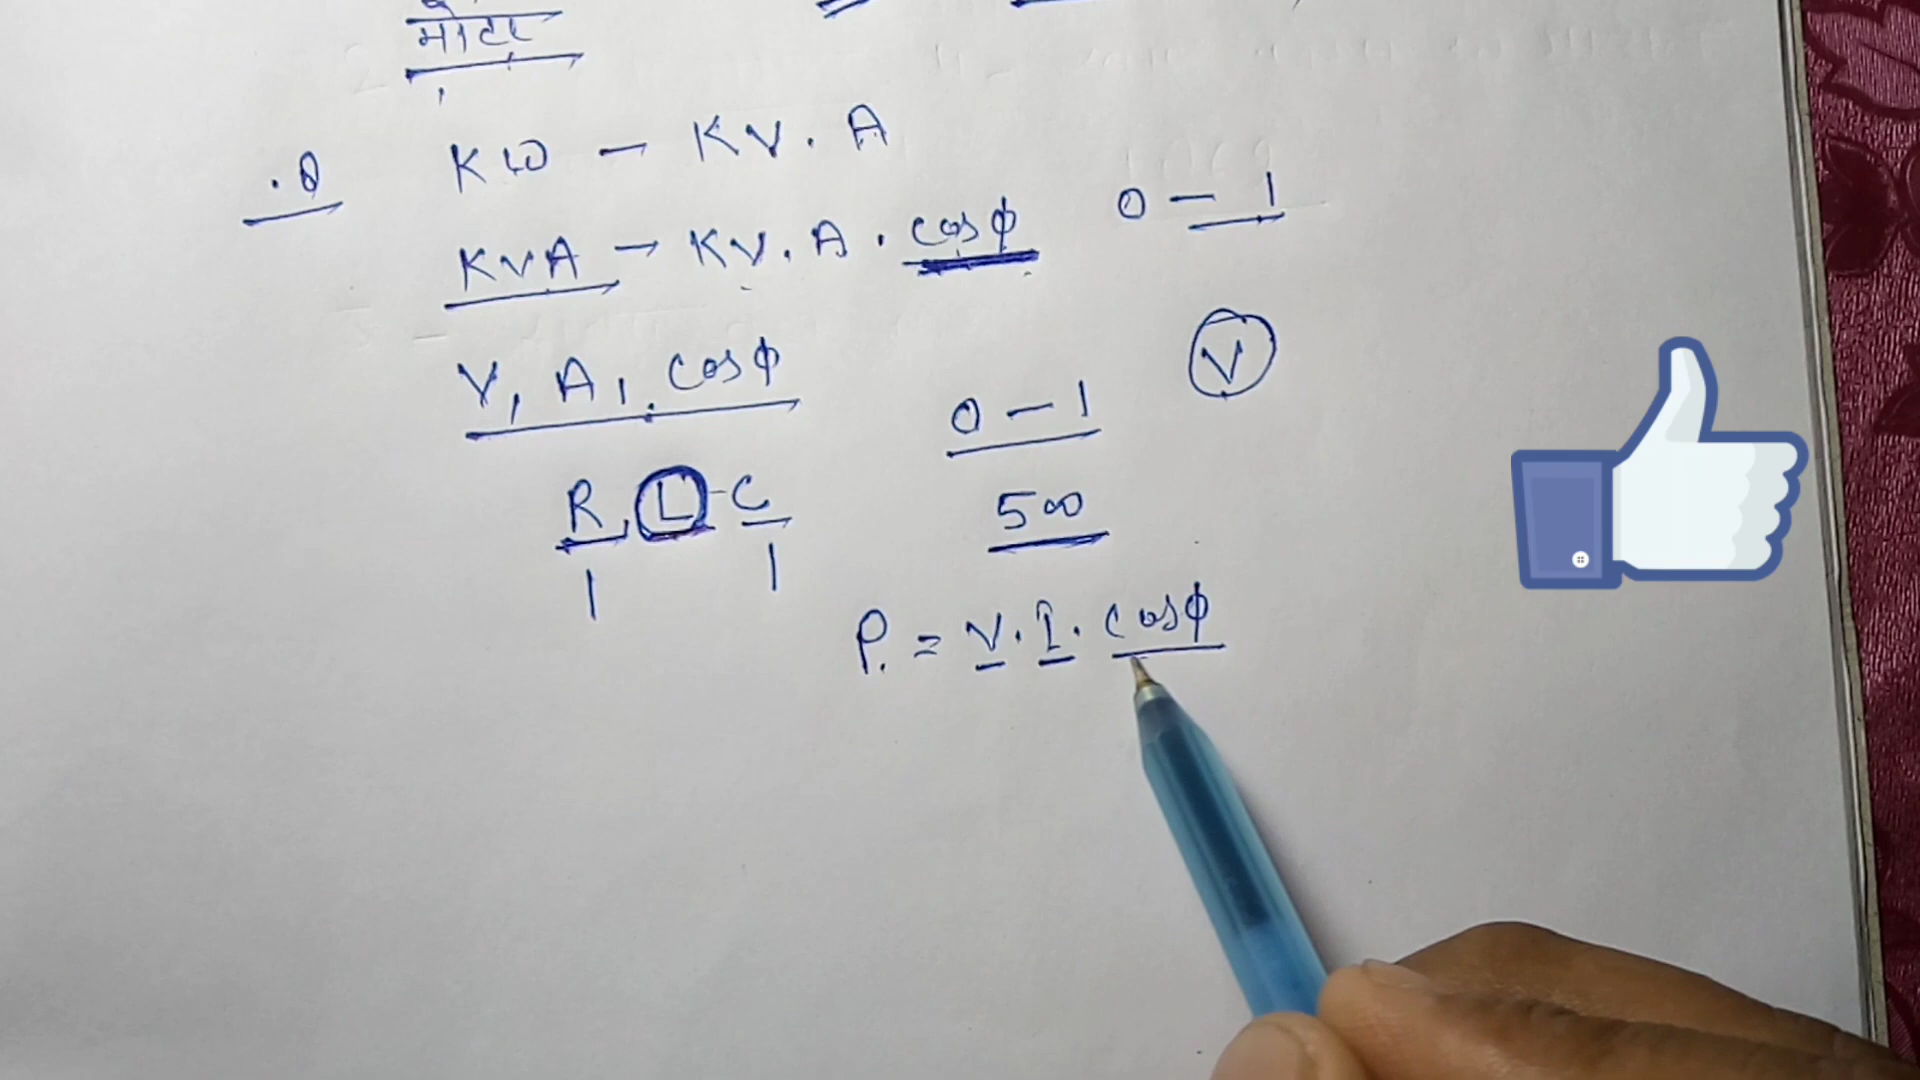 मोटर
.Q KW - KV. A
KVA → KV. A. cosφ 0 - 1
V
V, A, cosφ 0 - 1
R, L - C 500
1 1
P. = V. I. cosφ